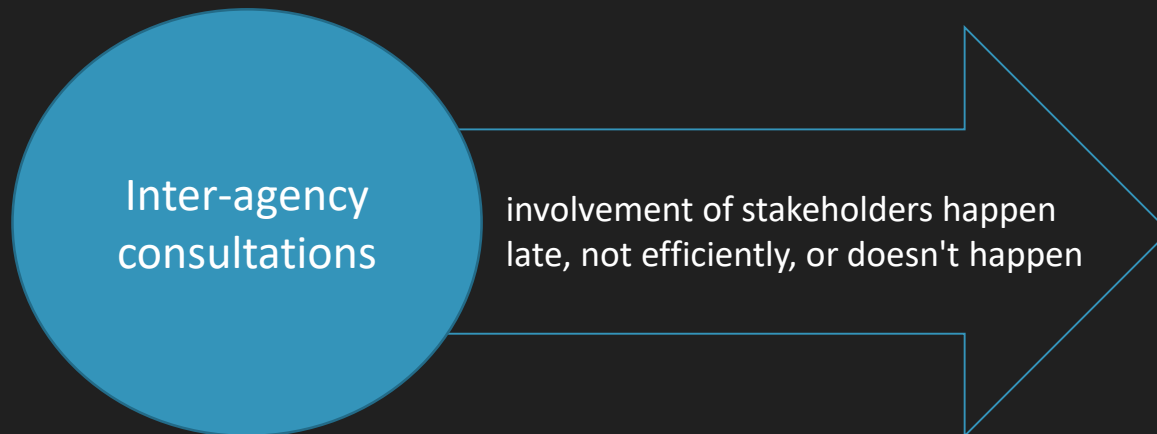 Inter-agency
consultations
involvement of stakeholders happen
late, not efficiently, or doesn't happen